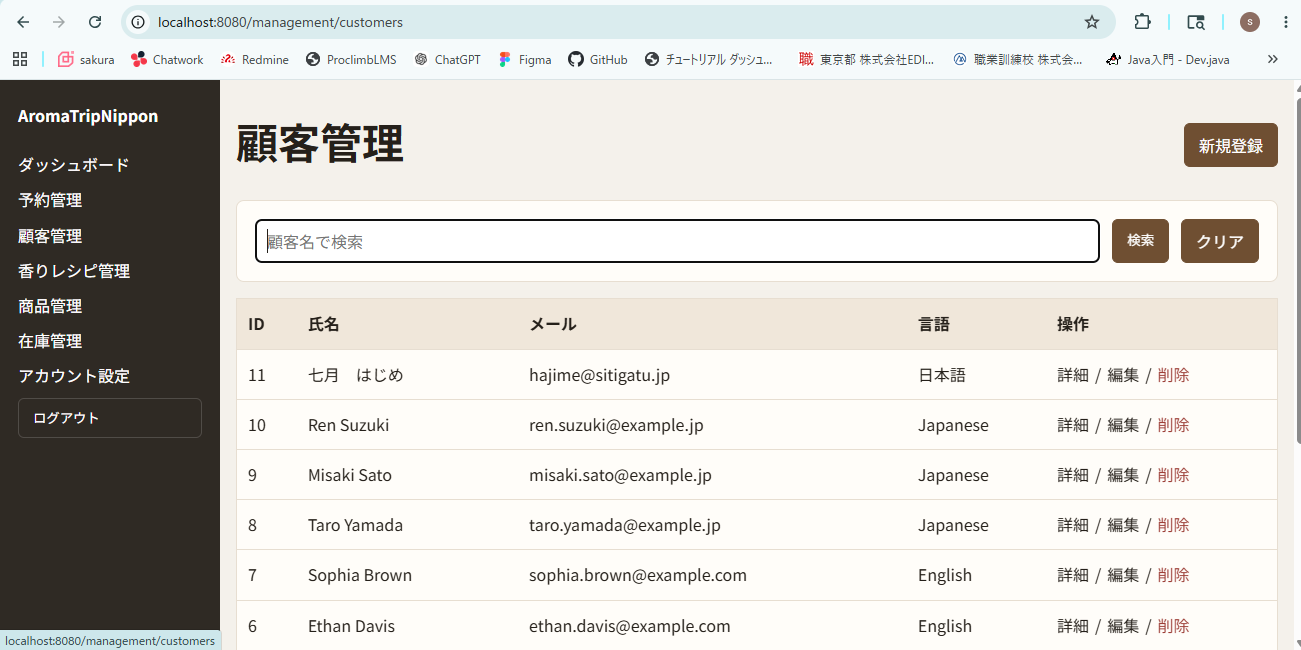 localhost:8080/management/customers
S
sakura
Chatwork
Redmine
ProclimbLMS
ChatGPT
Figma
GitHub
チュートリアル ダッシュ...
職 東京都 株式会社EDI...
職業訓練校 株式会...
Java入門 - Dev.java
AromaTripNippon
ダッシュボード
予約管理
顧客管理
香りレシピ管理
商品管理
在庫管理
アカウント設定
ログアウト
顧客管理
新規登録
顧客名で検索
検索
クリア
ID 氏名 メール 言語 操作
11 七月　はじめ hajime@sitigatu.jp 日本語 詳細 / 編集 / 削除
10 Ren Suzuki ren.suzuki@example.jp Japanese 詳細 / 編集 / 削除
9 Misaki Sato misaki.sato@example.jp Japanese 詳細 / 編集 / 削除
8 Taro Yamada taro.yamada@example.jp Japanese 詳細 / 編集 / 削除
7 Sophia Brown sophia.brown@example.com English 詳細 / 編集 / 削除
6 Ethan Davis ethan.davis@example.com English 詳細 / 編集 / 削除
localhost:8080/management/customers